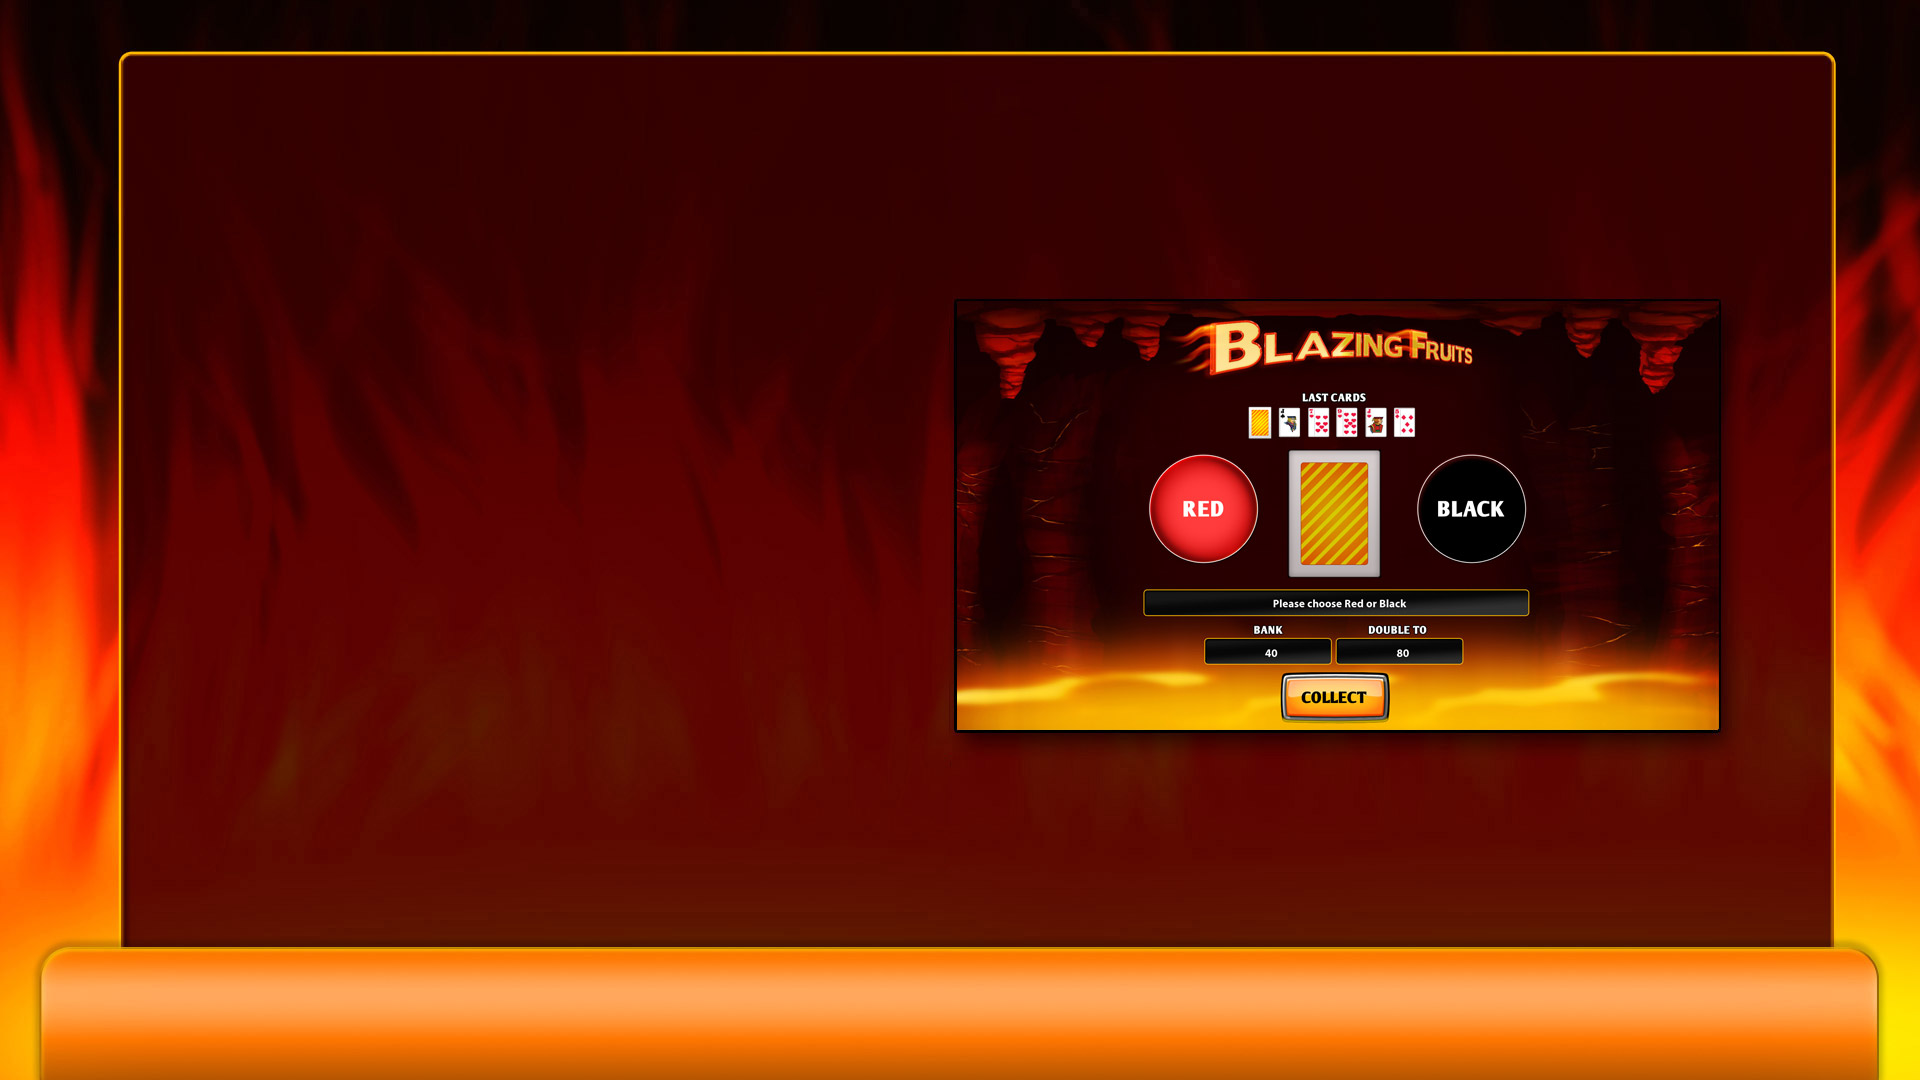 BLAZING FRUITS
LAST CARDS
RED
BLACK
Please choose Red or Black
BANK
DOUBLE TO
40
80
COLLECT